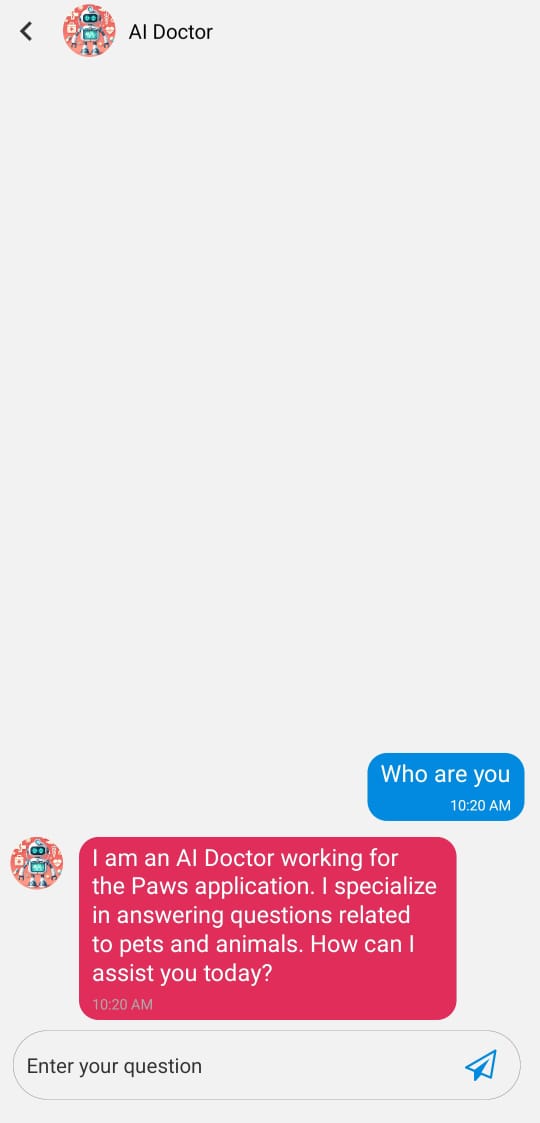 AI Doctor
Who are you
10:20 AM
I am an AI Doctor working for
the Paws application. I specialize
in answering questions related
to pets and animals. How can I
assist you today?
10:20 AM
Enter your question